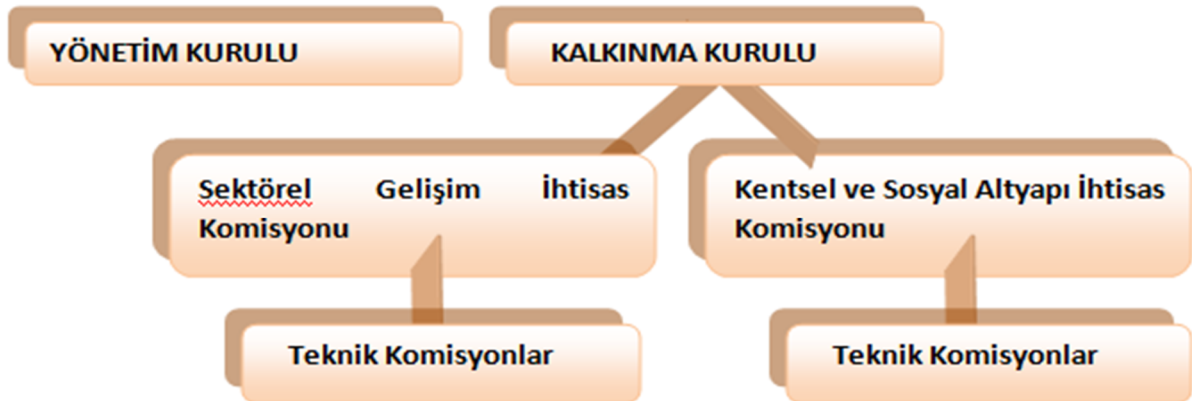 YÖNETİM KURULU
KALKINMA KURULU
Sektörel Gelişim İhtisas
Komisyonu
Kentsel ve Sosyal Altyapı İhtisas
Komisyonu
Teknik Komisyonlar
Teknik Komisyonlar